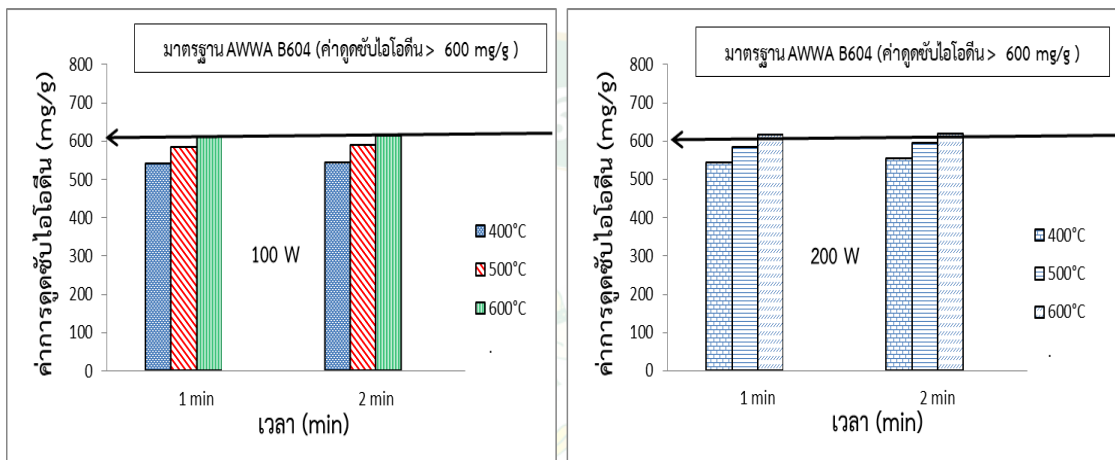 มาตรฐาน AWWA B604 (ค่าดูดซับไอโอดีน > 600 mg/g )
ค่าการดูดซับไอโอดีน (mg/g)
800
700
600
500
400
300
200
100
0
100 W
400°C
500°C
600°C
.
1 min
2 min
เวลา (min)
มาตรฐาน AWWA B604 (ค่าดูดซับไอโอดีน > 600 mg/g )
ค่าการดูดซับไอโอดีน (mg/g)
800
700
600
500
400
300
200
100
0
200 W
400°C
500°C
600°C
.
1 min
2 min
เวลา (min)